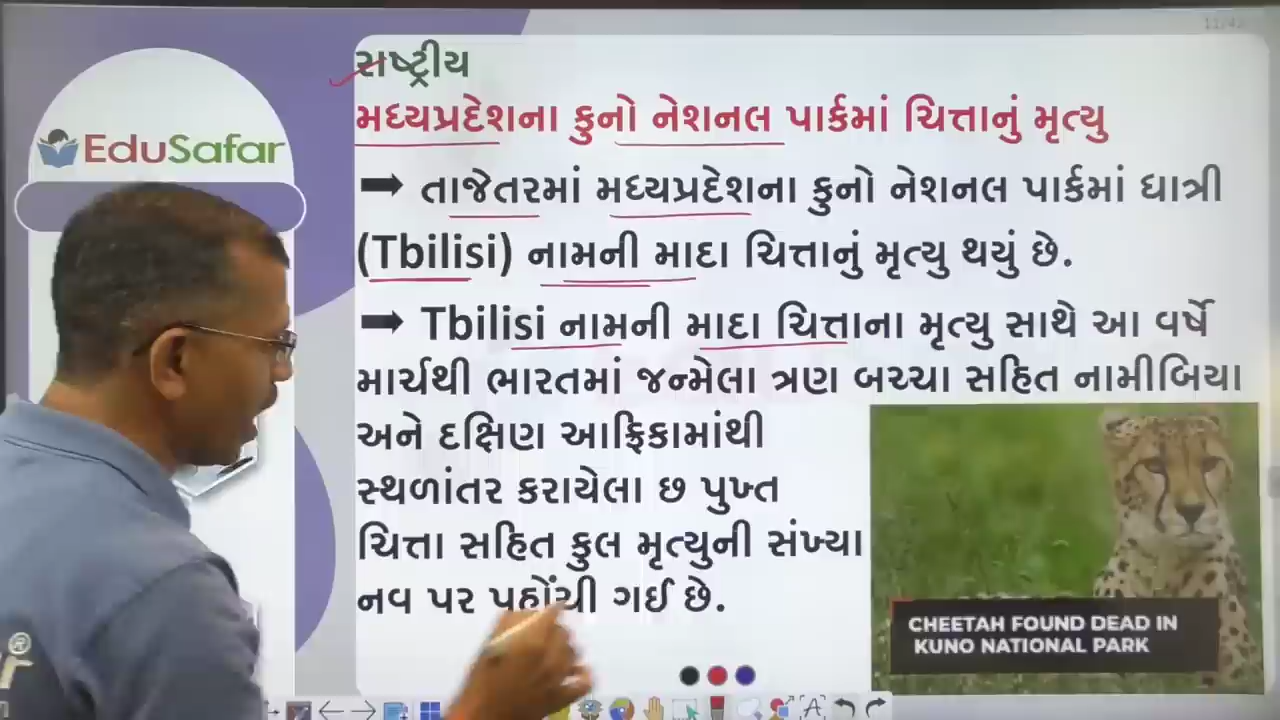 11/42
EduSafar
રાષ્ટ્રીય
મધ્યપ્રદેશના કુનો નેશનલ પાર્કમાં ચિત્તાનું મૃત્યુ
➡ તાજેતરમાં મધ્યપ્રદેશના કુનો નેશનલ પાર્કમાં ધાત્રી
(Tbilisi) નામની માદા ચિત્તાનું મૃત્યુ થયું છે.
➡ Tbilisi નામની માદા ચિત્તાના મૃત્યુ સાથે આ વર્ષે
માર્ચથી ભારતમાં જન્મેલા ત્રણ બચ્ચા સહિત નામીબિયા
અને દક્ષિણ આફ્રિકામાંથી
સ્થળાંતર કરાયેલા છ પુખ્ત
ચિત્તા સહિત કુલ મૃત્યુની સંખ્યા
નવ પર પહોંચી ગઈ છે.
CHEETAH FOUND DEAD IN
KUNO NATIONAL PARK